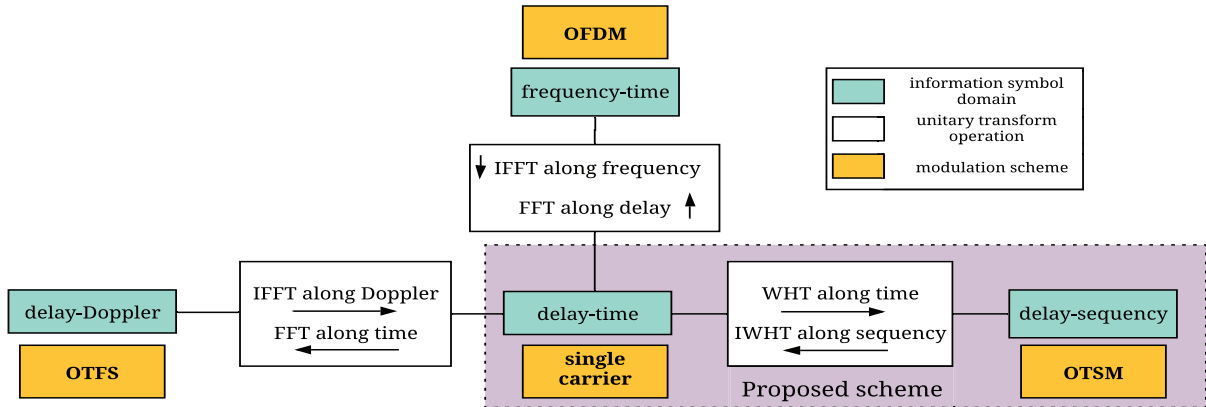 OFDM
frequency-time
information symbol
domain
unitary transform
operation
modulation scheme
IFFT along frequency
FFT along delay
delay-Doppler
OTFS
IFFT along Doppler
FFT along time
delay-time
single
carrier
WHT along time
IWHT along sequency
Proposed scheme
delay-sequency
OTSM